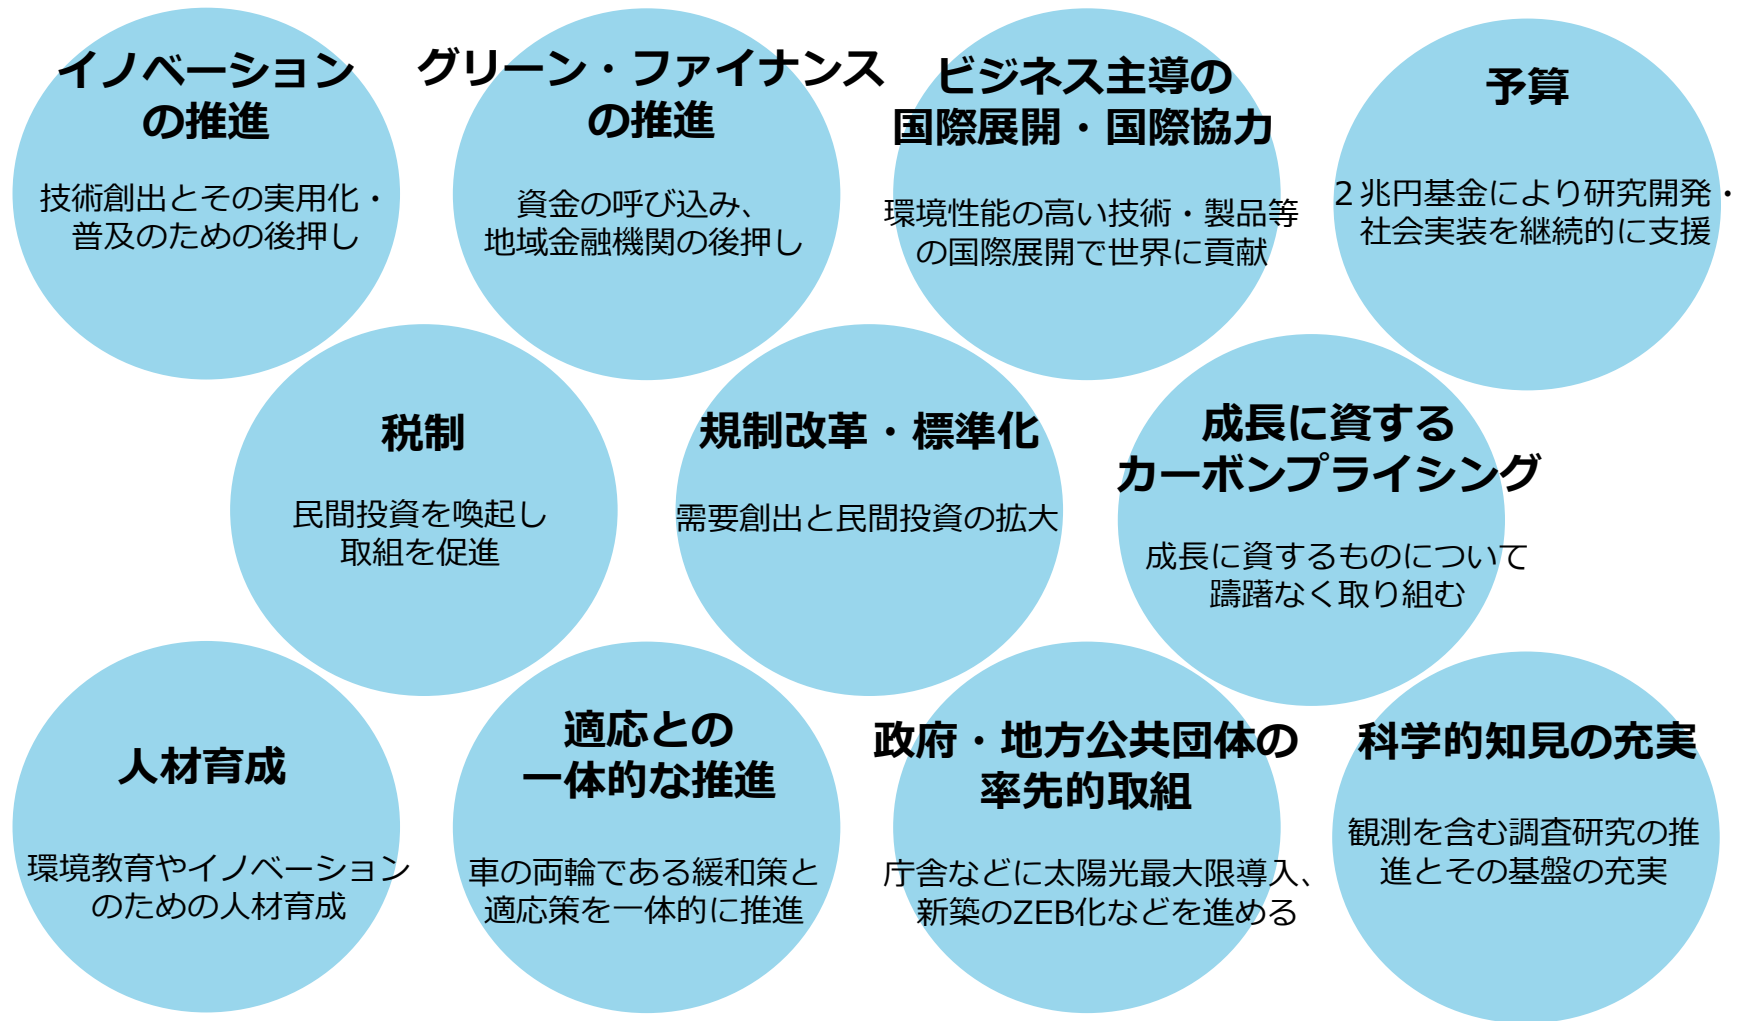 イノベーション
の推進
技術創出とその実用化・
普及のための後押し
グリーン・ファイナンス
の推進
資金の呼び込み、
地域金融機関の後押し
ビジネス主導の
国際展開・国際協力
環境性能の高い技術・製品等
の国際展開で世界に貢献
予算
２兆円基金により研究開発・
社会実装を継続的に支援
税制
民間投資を喚起し
取組を促進
規制改革・標準化
需要創出と民間投資の拡大
成長に資する
カーボンプライシング
成長に資するものについて
躊躇なく取り組む
人材育成
環境教育やイノベーション
のための人材育成
適応との
一体的な推進
車の両輪である緩和策と
適応策を一体的に推進
政府・地方公共団体の
率先的取組
庁舎などに太陽光最大限導入、
新築のZEB化などを進める
科学的知見の充実
観測を含む調査研究の推
進とその基盤の充実